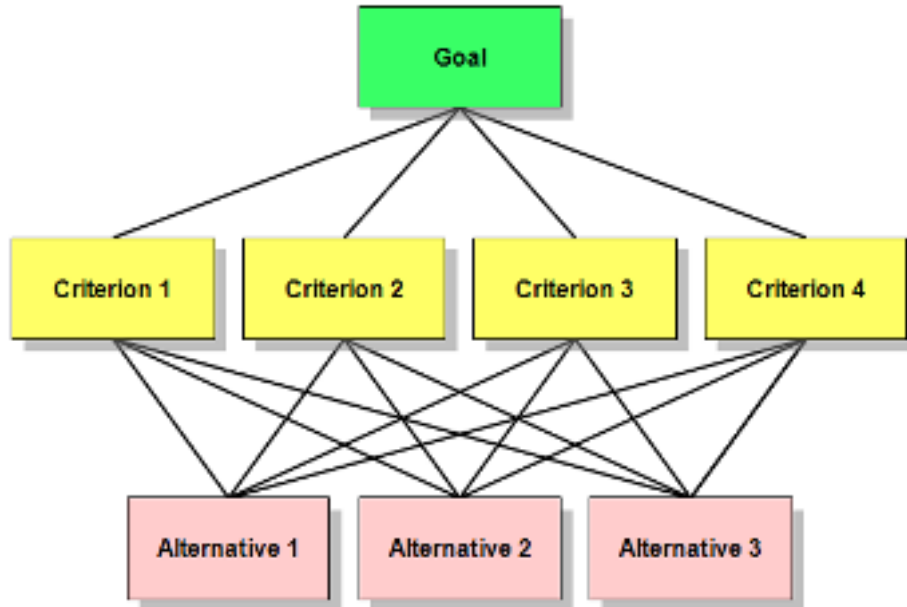 Goal
Criterion 1
Criterion 2
Criterion 3
Criterion 4
Alternative 1
Alternative 2
Alternative 3